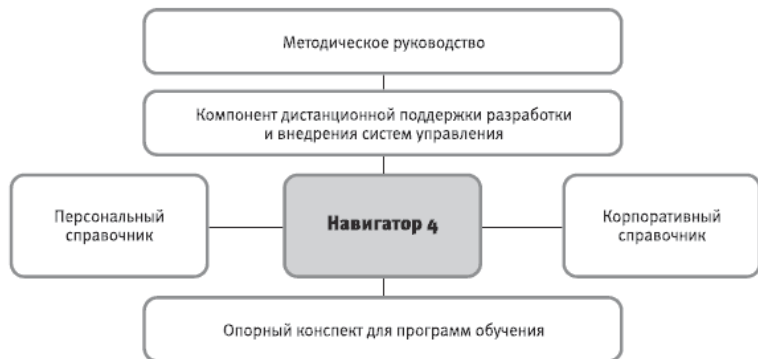 Методическое руководство
Компонент дистанционной поддержки разработки
и внедрения систем управления
Персональный
справочник
Навигатор 4
Корпоративный
справочник
Опорный конспект для программ обучения